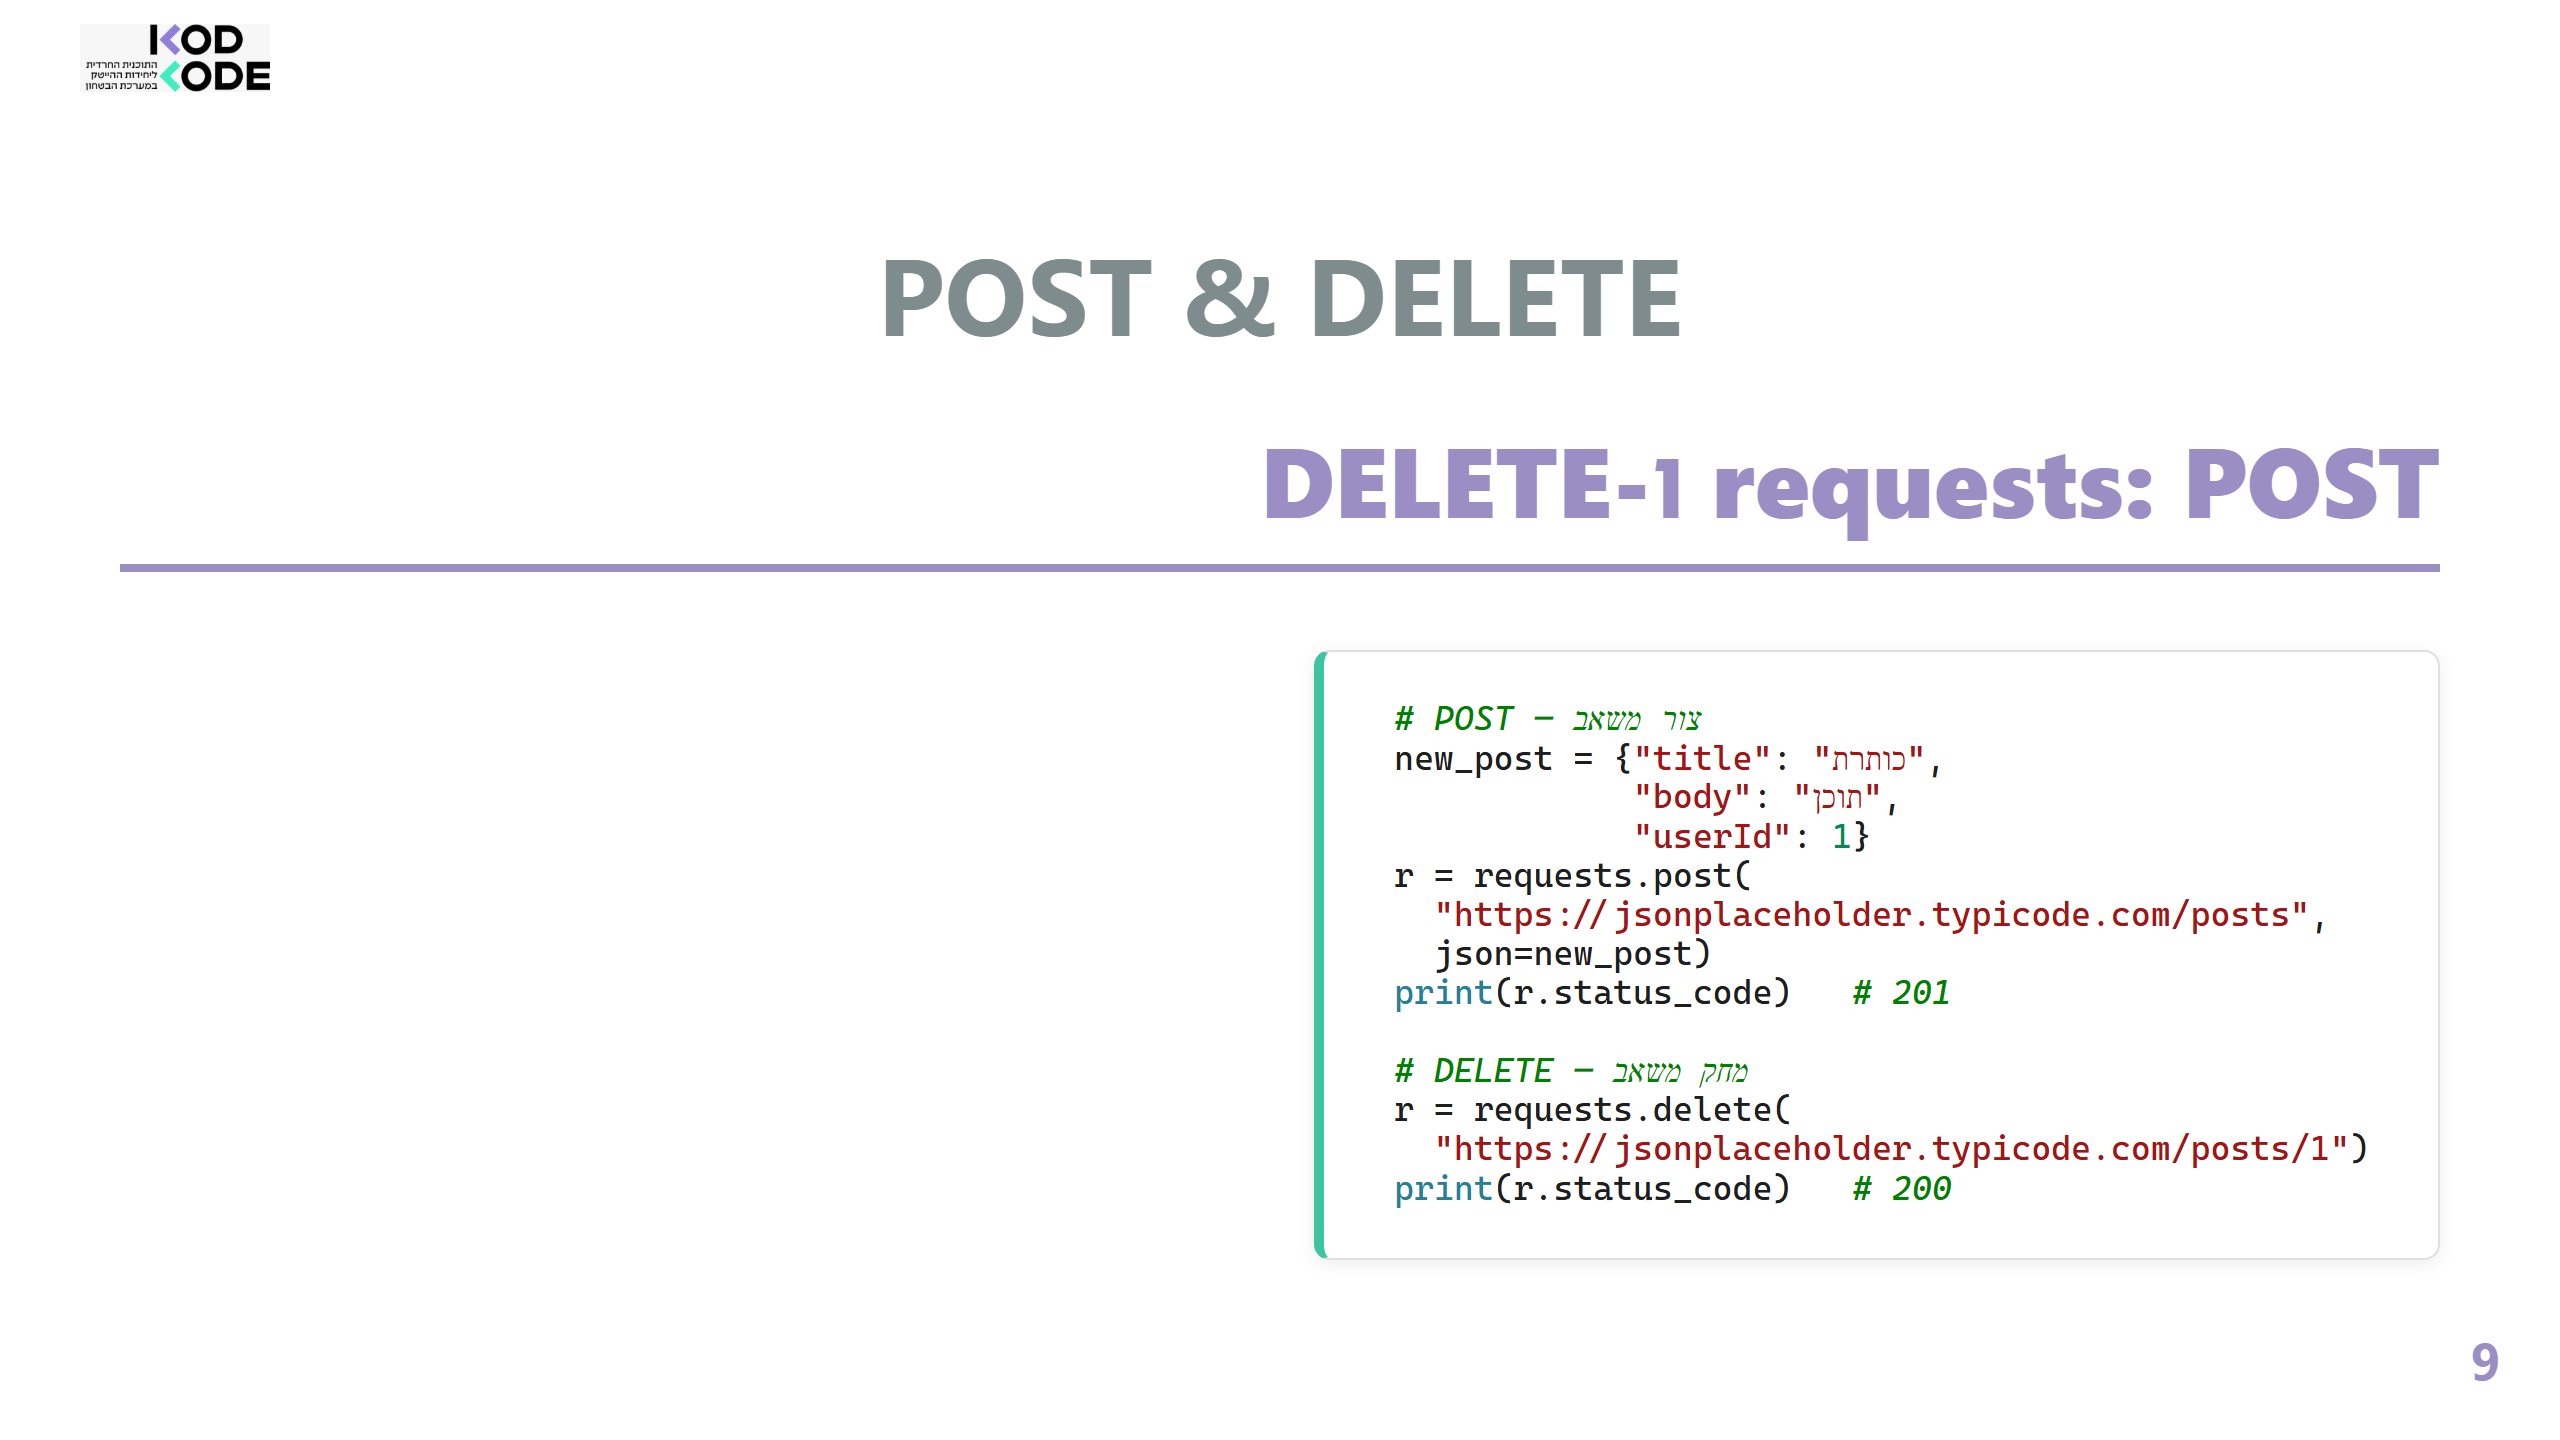 KOD
CODE
התוכנית החרדית
ליחידות ההייטק
במערכת הבטחון
POST & DELETE
requests: POST ו-DELETE
# POST — צור משאב
new_post = {"title": "כותרת",
            "body": "תוכן",
            "userId": 1}
r = requests.post(
  "https://jsonplaceholder.typicode.com/posts",
  json=new_post)
print(r.status_code)   # 201
# DELETE — מחק משאב
r = requests.delete(
  "https://jsonplaceholder.typicode.com/posts/1")
print(r.status_code)   # 200
9